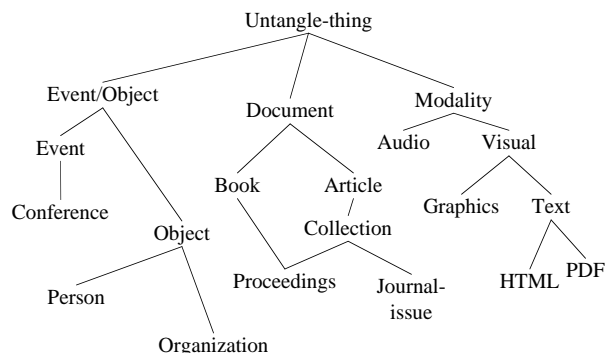 Untangle-thing
Event/Object
Document
Modality
Event
Audio
Visual
Book
Article
Conference
Graphics
Text
Object
Collection
Proceedings
Journal-
issue
HTML
PDF
Person
Organization